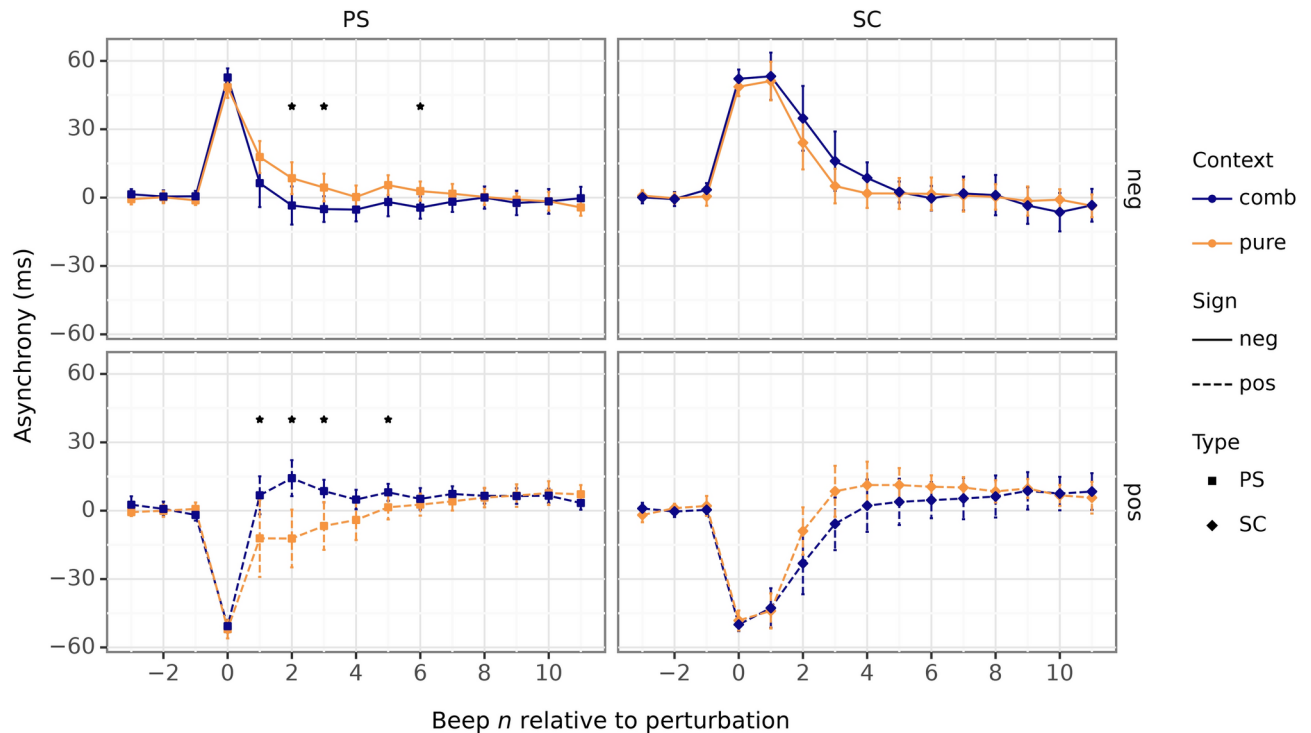 PS
SC
60
30
0
−30
−60
neg
60
30
0
−30
−60
pos
−2
0
2
4
6
8
10
−2
0
2
4
6
8
10
Asynchrony (ms)
Beep n relative to perturbation
Context
comb
pure
Sign
neg
pos
Type
PS
SC